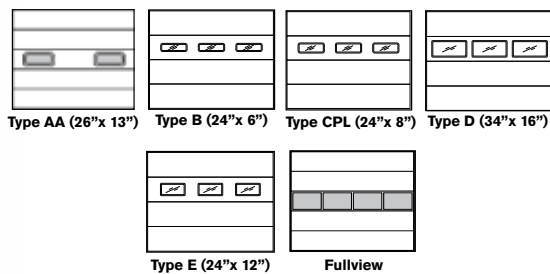 Type AA (26”x 13”)
Type B (24”x 6”)
Type CPL (24”x 8”)
Type D (34”x 16”)
Type E (24”x 12”)
Fullview